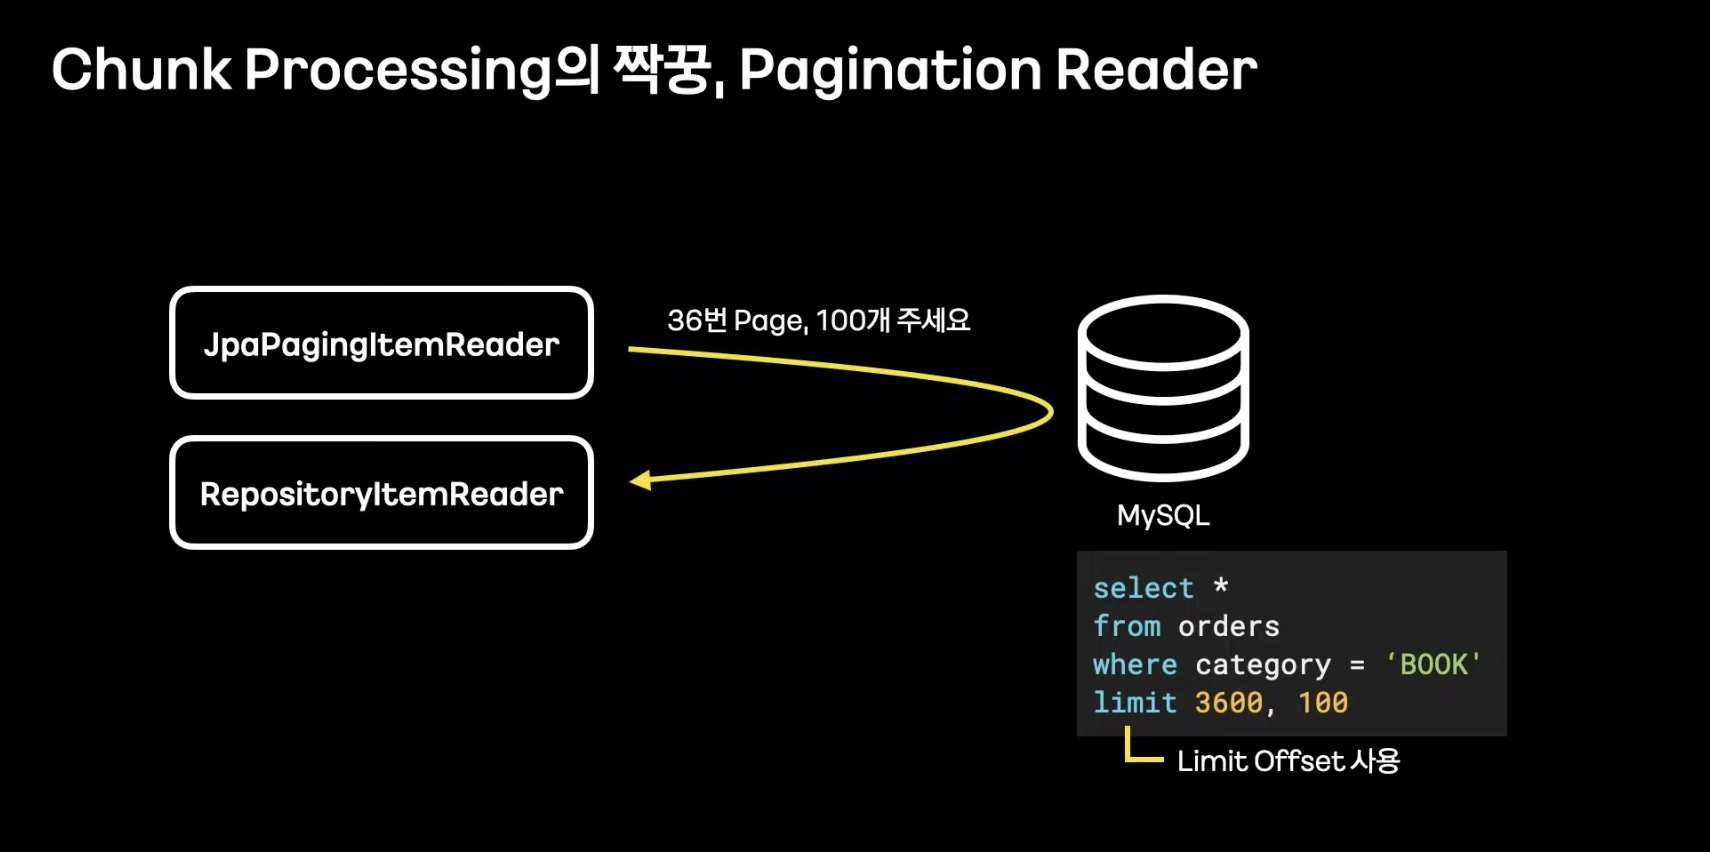 Chunk Processing의 짝꿍, Pagination Reader
JpaPagingItemReader
36번 Page, 100개 주세요
RepositoryItemReader
MySQL
select *
from orders
where category = ‘BOOK'
limit 3600, 100
Limit Offset 사용